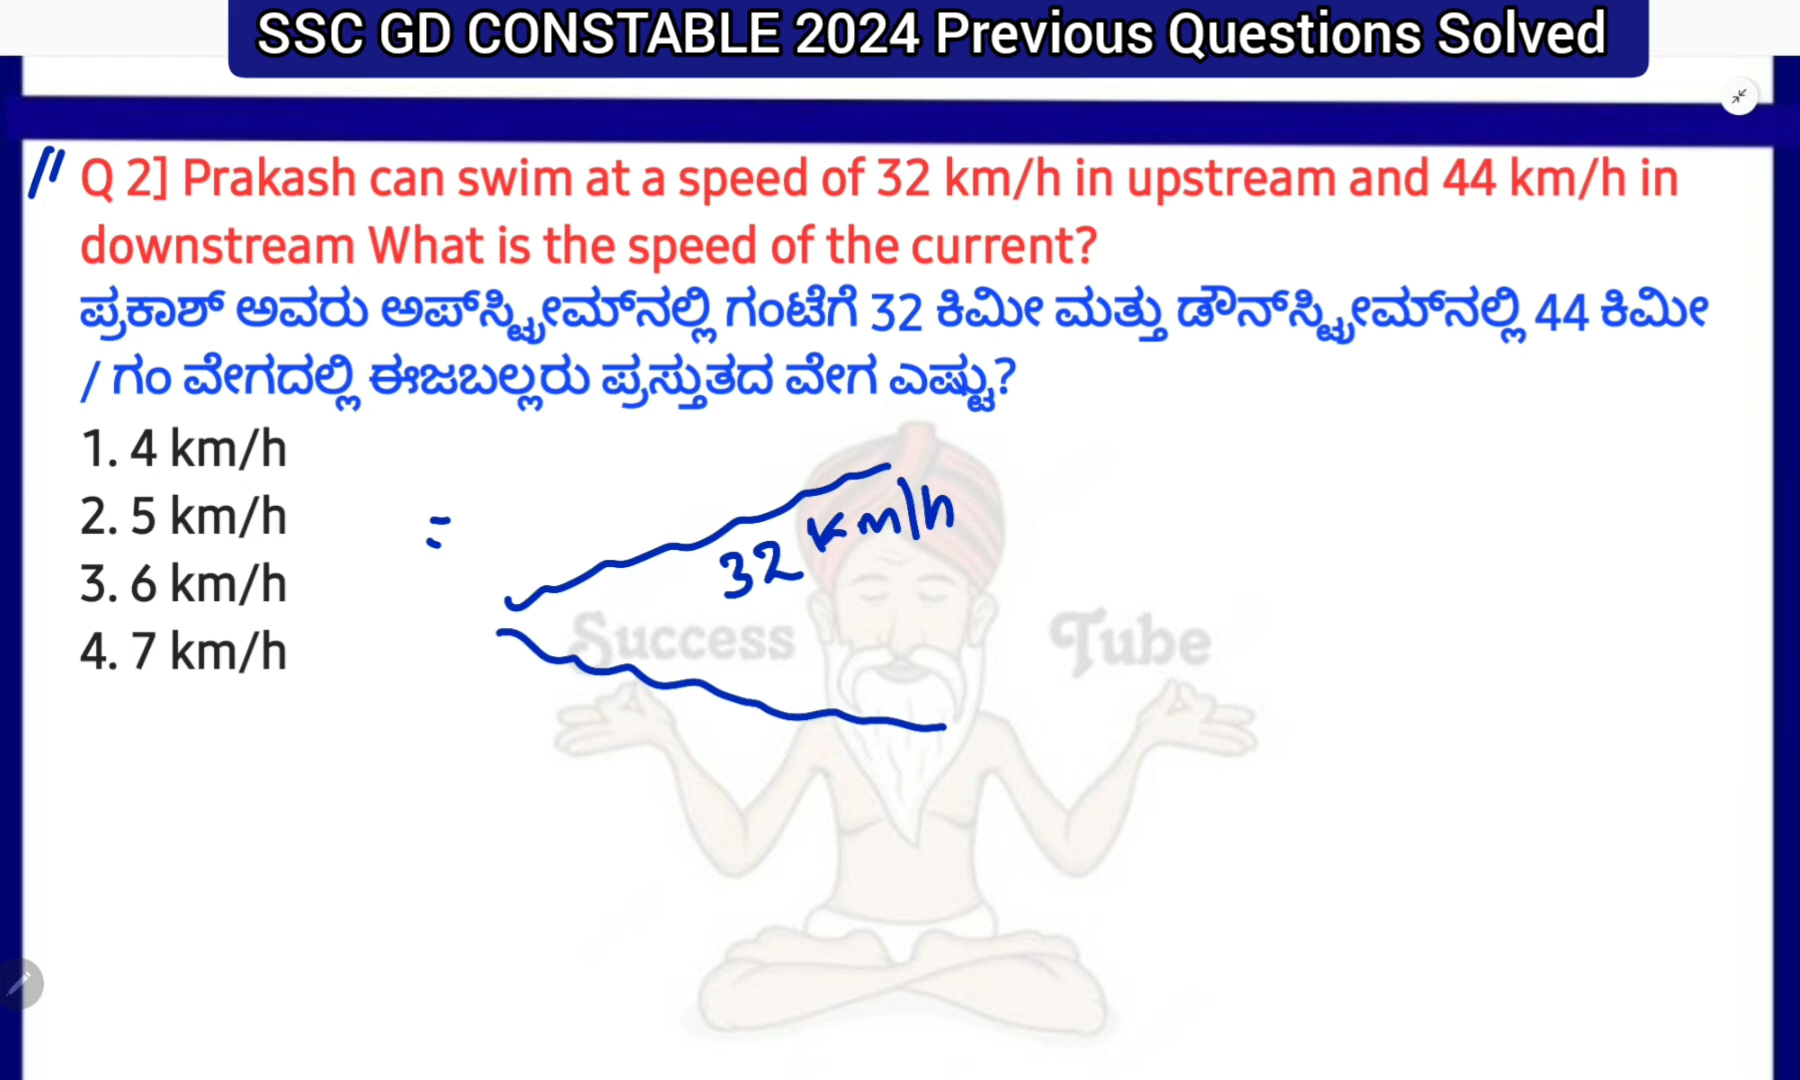 SSC GD CONSTABLE 2024 Previous Questions Solved
Q 2] Prakash can swim at a speed of 32 km/h in upstream and 44 km/h in
downstream What is the speed of the current?
ಪ್ರಕಾಶ್ ಅವರು ಅಪ್‌ಸ್ಟ್ರೀಮ್‌ನಲ್ಲಿ ಗಂಟೆಗೆ 32 ಕಿಮೀ ಮತ್ತು ಡೌನ್‌ಸ್ಟ್ರೀಮ್‌ನಲ್ಲಿ 44 ಕಿಮೀ
/ ಗಂ ವೇಗದಲ್ಲಿ ಈಜಬಲ್ಲರು ಪ್ರಸ್ತುತದ ವೇಗ ಎಷ್ಟು?
1. 4 km/h
2. 5 km/h
3. 6 km/h
4. 7 km/h
=
32 km/h
Success Tube